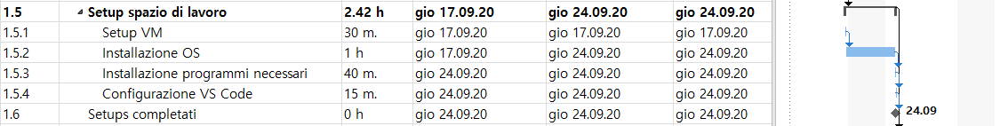 1.5 Setup spazio di lavoro 2.42 h gio 17.09.20 gio 24.09.20 gio 24.09.20
1.5.1 Setup VM 30 m. gio 17.09.20 gio 17.09.20 gio 17.09.20
1.5.2 Installazione OS 1 h gio 17.09.20 gio 24.09.20 gio 24.09.20
1.5.3 Installazione programmi necessari 40 m. gio 24.09.20 gio 24.09.20 gio 24.09.20
1.5.4 Configurazione VS Code 15 m. gio 24.09.20 gio 24.09.20 gio 24.09.20
1.6 Setups completati 0 h gio 24.09.20 gio 24.09.20 gio 24.09.20 24.09